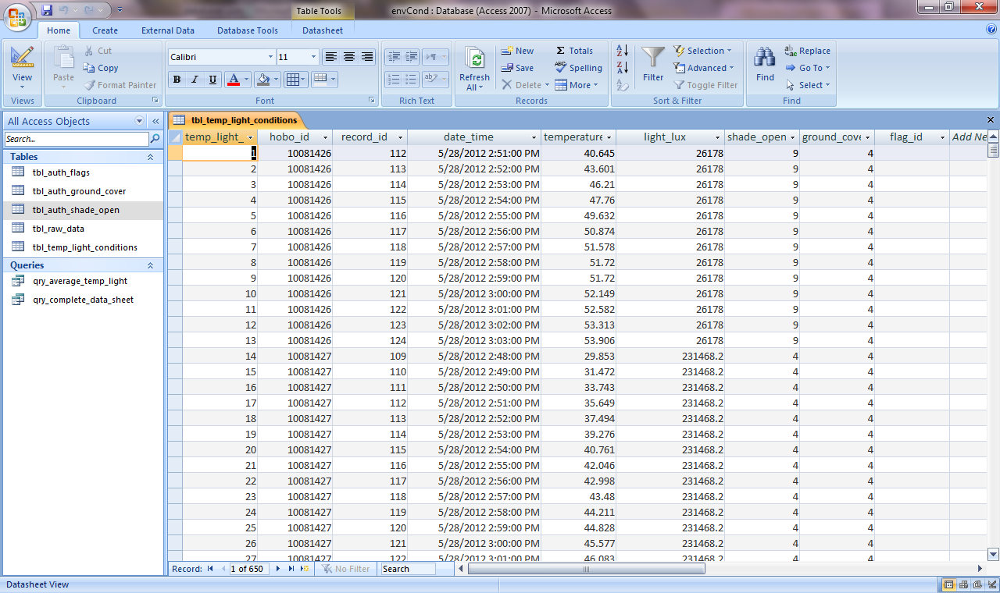 Table Tools envCond : Database (Access 2007) - Microsoft Access
Home Create External Data Database Tools Datasheet
View Paste Cut Copy Format Painter
Calibri 11
B I U A
Refresh All New Save Delete Totals Spelling More
Filter Selection Advanced Toggle Filter
Find Replace Go To Select
Views Clipboard Font Rich Text Records Sort & Filter Find
All Access Objects
Search...
Tables
tbl_auth_flags
tbl_auth_ground_cover
tbl_auth_shade_open
tbl_raw_data
tbl_temp_light_conditions
Queries
qry_average_temp_light
qry_complete_data_sheet
tbl_temp_light_conditions
temp_light_ hobo_id record_id date_time temperature light_lux shade_open ground_cove flag_id Add Ne
1 10081426 112 5/28/2012 2:51:00 PM 40.645 26178 9 4
2 10081426 113 5/28/2012 2:52:00 PM 43.601 26178 9 4
3 10081426 114 5/28/2012 2:53:00 PM 46.21 26178 9 4
4 10081426 115 5/28/2012 2:54:00 PM 47.76 26178 9 4
5 10081426 116 5/28/2012 2:55:00 PM 49.632 26178 9 4
6 10081426 117 5/28/2012 2:56:00 PM 50.874 26178 9 4
7 10081426 118 5/28/2012 2:57:00 PM 51.578 26178 9 4
8 10081426 119 5/28/2012 2:58:00 PM 51.72 26178 9 4
9 10081426 120 5/28/2012 2:59:00 PM 51.72 26178 9 4
10 10081426 121 5/28/2012 3:00:00 PM 52.149 26178 9 4
11 10081426 122 5/28/2012 3:01:00 PM 52.582 26178 9 4
12 10081426 123 5/28/2012 3:02:00 PM 53.313 26178 9 4
13 10081426 124 5/28/2012 3:03:00 PM 53.906 26178 9 4
14 10081427 109 5/28/2012 2:48:00 PM 29.853 231468.2 4 4
15 10081427 110 5/28/2012 2:49:00 PM 31.472 231468.2 4 4
16 10081427 111 5/28/2012 2:50:00 PM 33.743 231468.2 4 4
17 10081427 112 5/28/2012 2:51:00 PM 35.649 231468.2 4 4
18 10081427 113 5/28/2012 2:52:00 PM 37.494 231468.2 4 4
19 10081427 114 5/28/2012 2:53:00 PM 39.276 231468.2 4 4
20 10081427 115 5/28/2012 2:54:00 PM 40.761 231468.2 4 4
21 10081427 116 5/28/2012 2:55:00 PM 42.046 231468.2 4 4
22 10081427 117 5/28/2012 2:56:00 PM 42.998 231468.2 4 4
23 10081427 118 5/28/2012 2:57:00 PM 43.48 231468.2 4 4
24 10081427 119 5/28/2012 2:58:00 PM 44.211 231468.2 4 4
25 10081427 120 5/28/2012 2:59:00 PM 44.828 231468.2 4 4
26 10081427 121 5/28/2012 3:00:00 PM 45.577 231468.2 4 4
27 10081427 122 5/28/2012 3:01:00 PM 46.083 231468.2 4 4
Record: 1 of 650 No Filter Search
Datasheet View